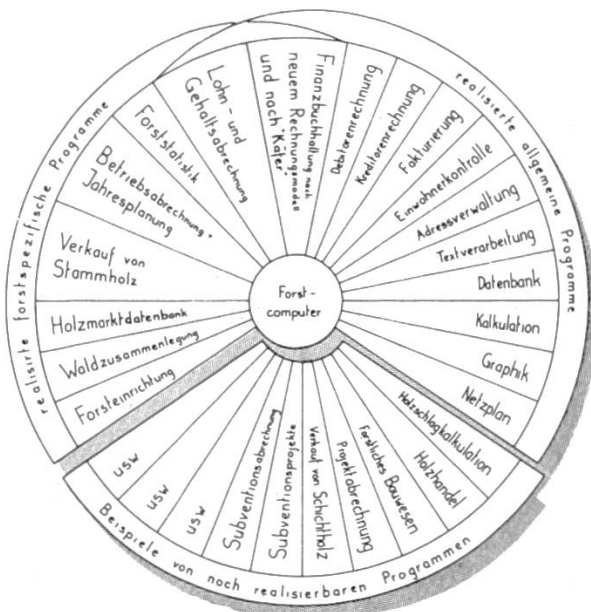 realisirte forstspezifische Programme
realisierte allgemeine Programme
Forsteinrichtung
Waldzusammenlegung
Holzmarktdatenbank
Verkauf von
Stammholz
Betriebsabrechnung.
Jahresplanung
Forststatistik
Lohn- und
Gehaltsabrechnung
Finanzbuchhaltung nach
neuem Rechnungsmodell
und nach "Käfer"
Debitorenrechnung
Kreditorenrechnung
Fakturierung
Einwohnerkontrolle
Adressverwaltung
Textverarbeitung
Datenbank
Kalkulation
Graphik
Netzplan
Forst-
computer
Holzschlagkalkulation
Holzhandel
Forstliches Bauwesen
Projektabrechnung
Verkauf von Schichtholz
Subventionsprojekte
Subventionsabrechnung
usw
usw
usw
Beispiele von noch realisierbaren Programmen